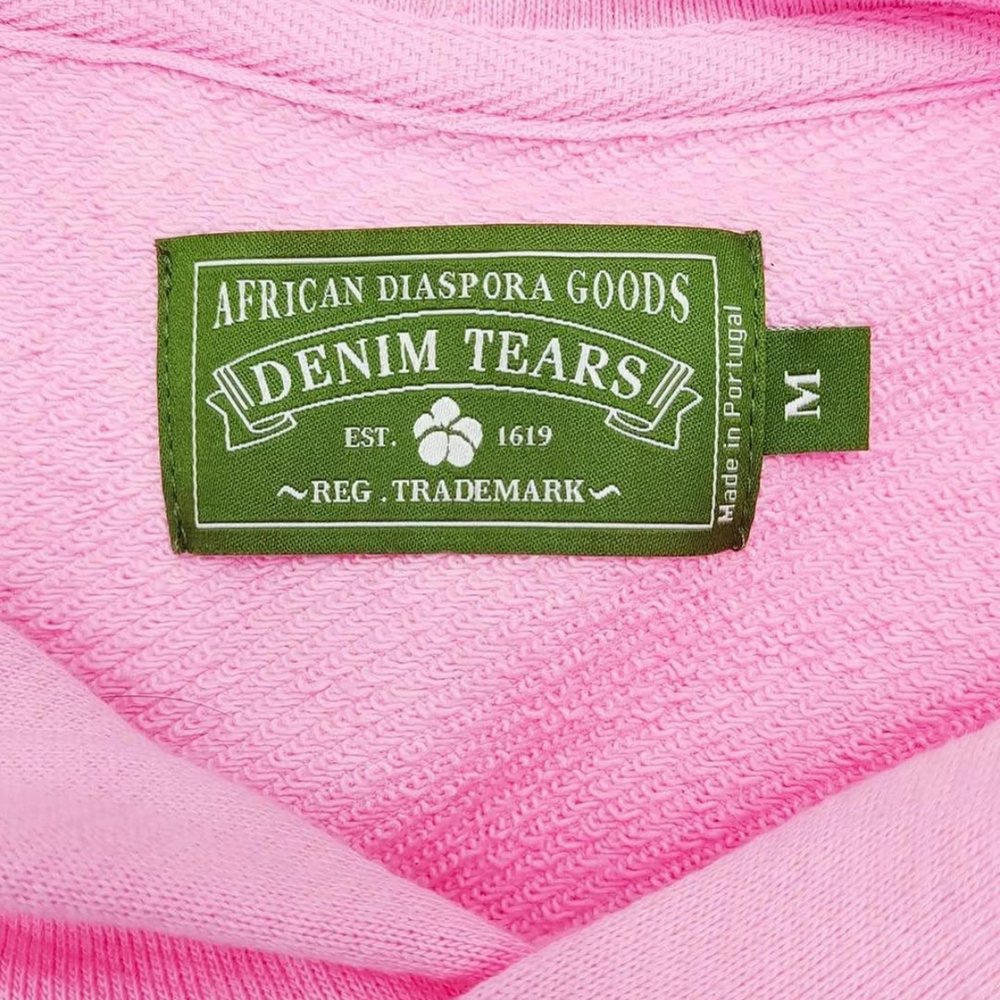 AFRICAN DIASPORA GOODS
DENIM TEARS
EST. 1619
~REG . TRADEMARK~
Made in Portugal
M